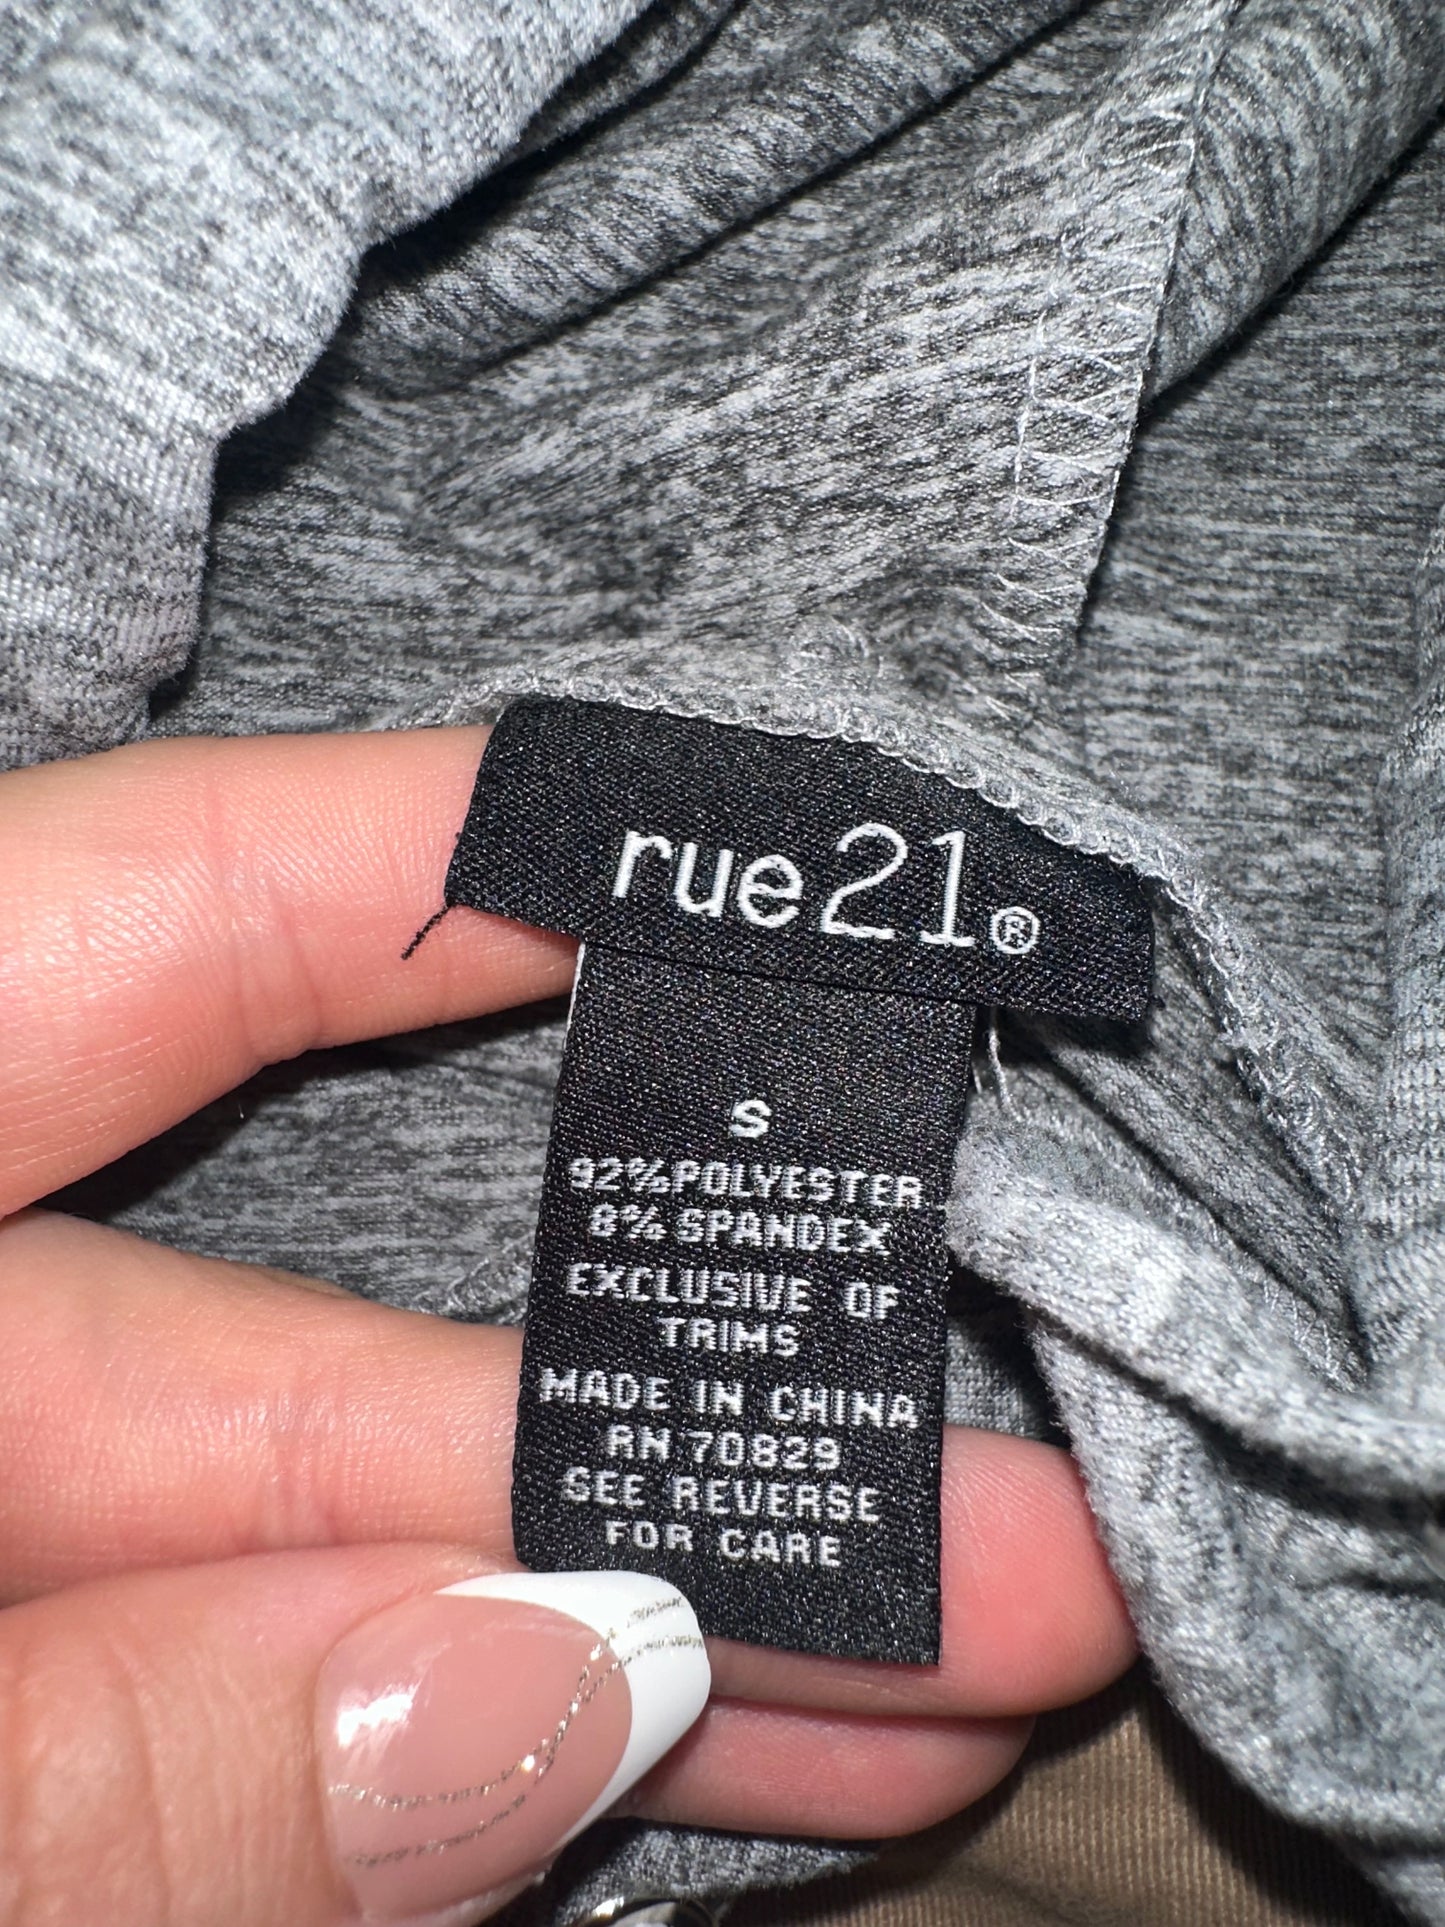 rue21®
S
92% POLYESTER
8% SPANDEX
EXCLUSIVE OF
TRIMS
MADE IN CHINA
RN 70829
SEE REVERSE
FOR CARE